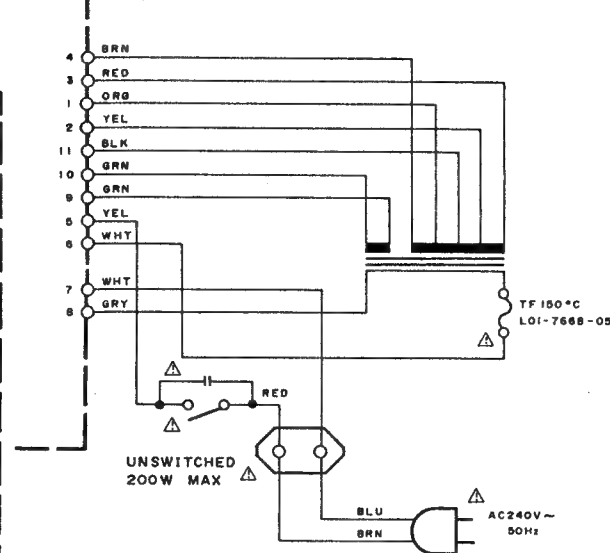 4 BRN
3 RED
1 ORG
2 YEL
11 BLK
10 GRN
9 GRN
5 YEL
6 WHT
7 WHT
8 GRY
TF 150°C
L01-7668-05
RED
UNSWITCHED
200W MAX
BLU
BRN
AC240V~
50Hz